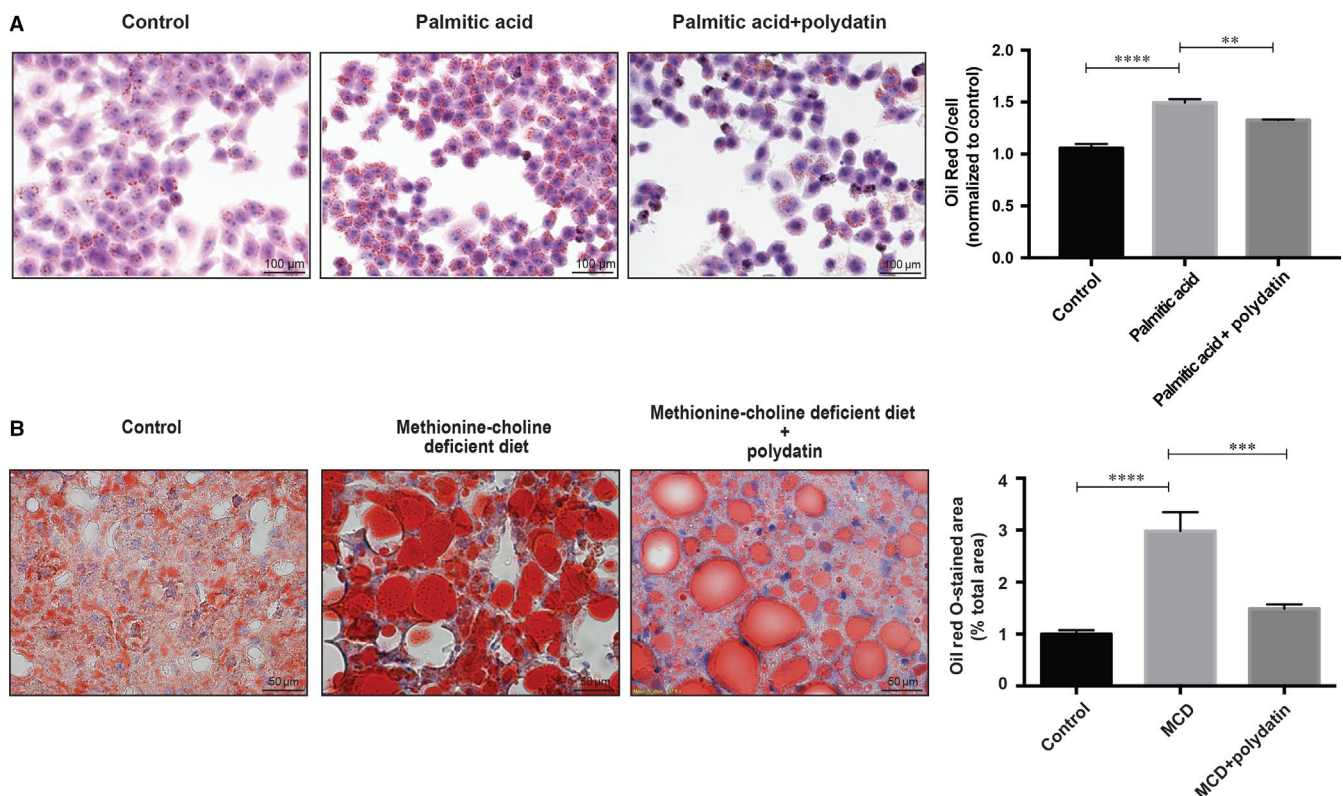 A
Control
Palmitic acid
Palmitic acid+polydatin
100 µm
100 µm
100 µm
Oil Red O/cell
(normalized to control)
2.0
1.5
1.0
0.5
0.0
****
**
Control
Palmitic acid
Palmitic acid + polydatin
B
Control
Methionine-choline
deficient diet
Methionine-choline deficient diet
+
polydatin
50 µm
50 µm
50 µm
Oil red O-stained area
(% total area)
4
3
2
1
0
****
***
Control
MCD
MCD+polydatin